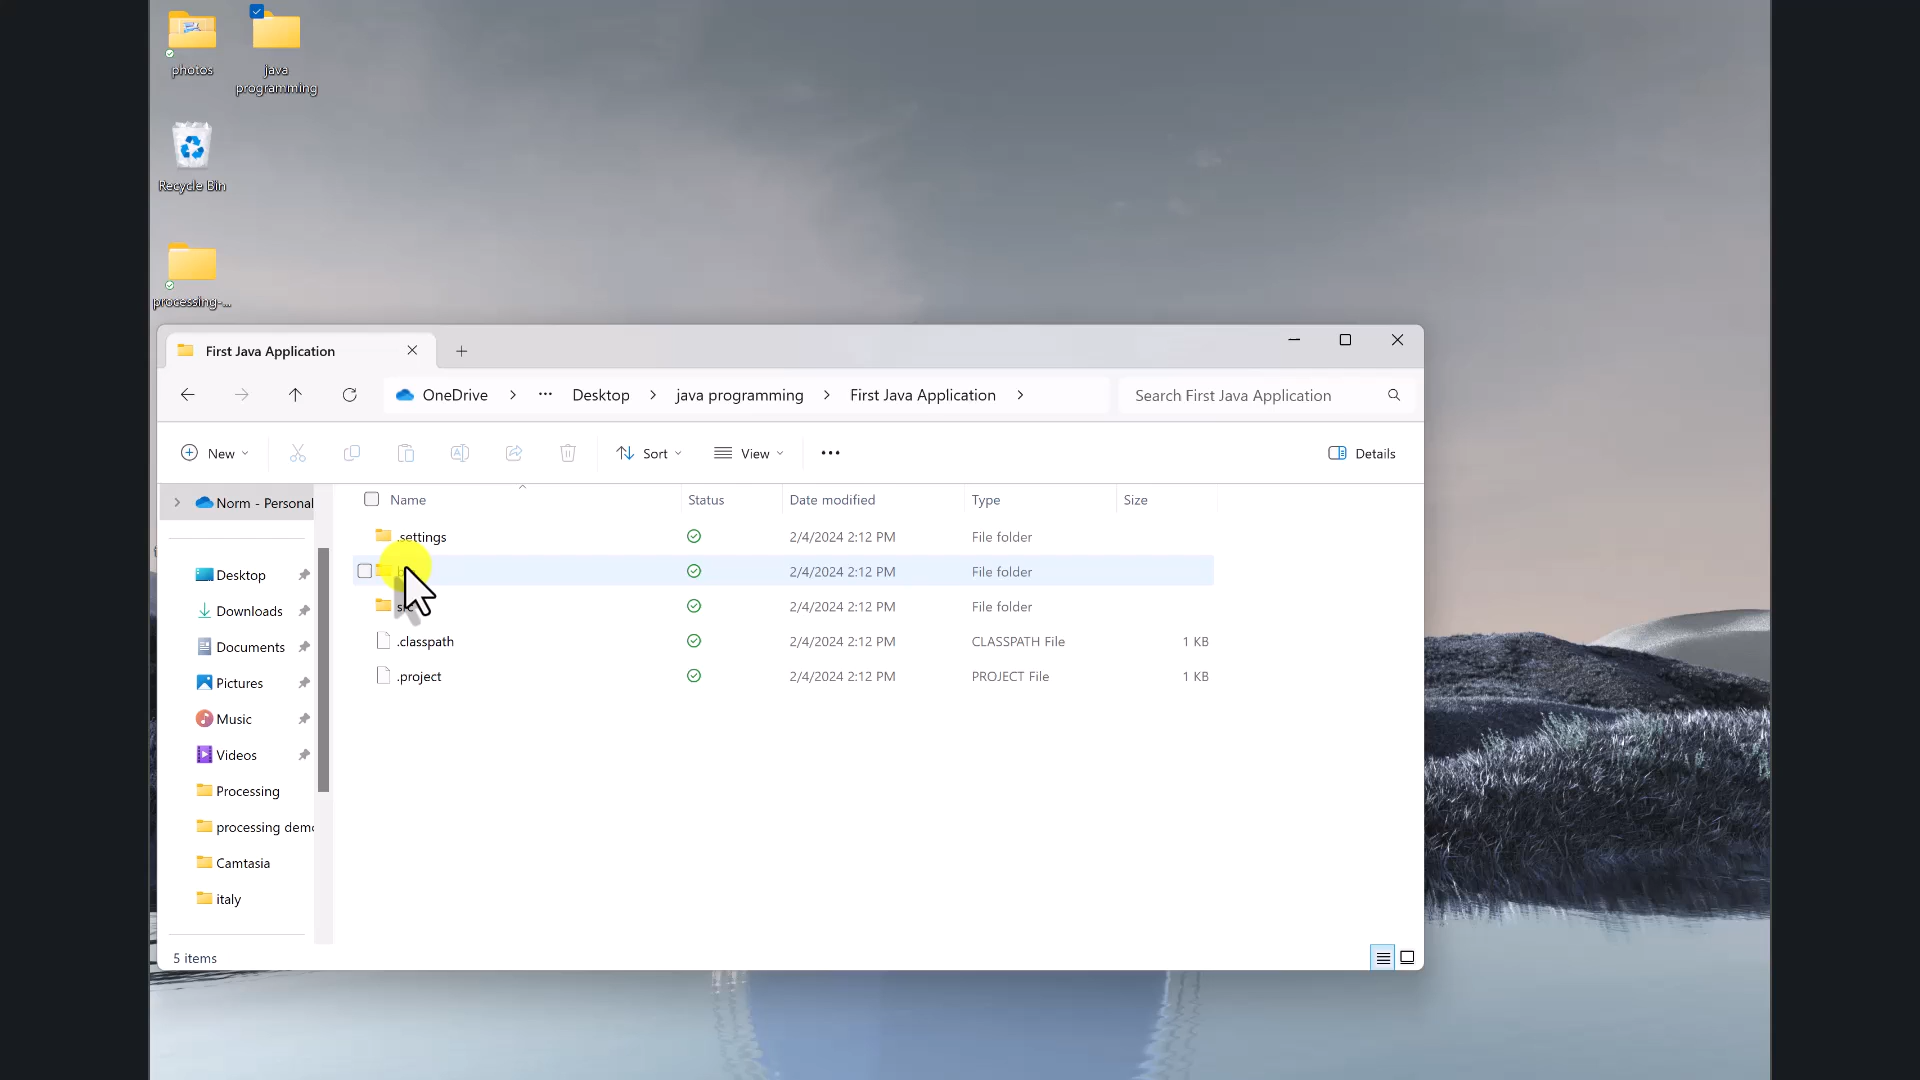 photos
java
programming
Recycle Bin
processing-...
First Java Application
OneDrive > ... Desktop > java programming > First Java Application >
Search First Java Application
New
Sort
View
...
Details
Name Status Date modified Type Size
Norm - Personal
Desktop
Downloads
Documents
Pictures
Music
Videos
Processing
processing demo
Camtasia
italy
.settings 2/4/2024 2:12 PM File folder
2/4/2024 2:12 PM File folder
src 2/4/2024 2:12 PM File folder
.classpath 2/4/2024 2:12 PM CLASSPATH File 1 KB
.project 2/4/2024 2:12 PM PROJECT File 1 KB
5 items